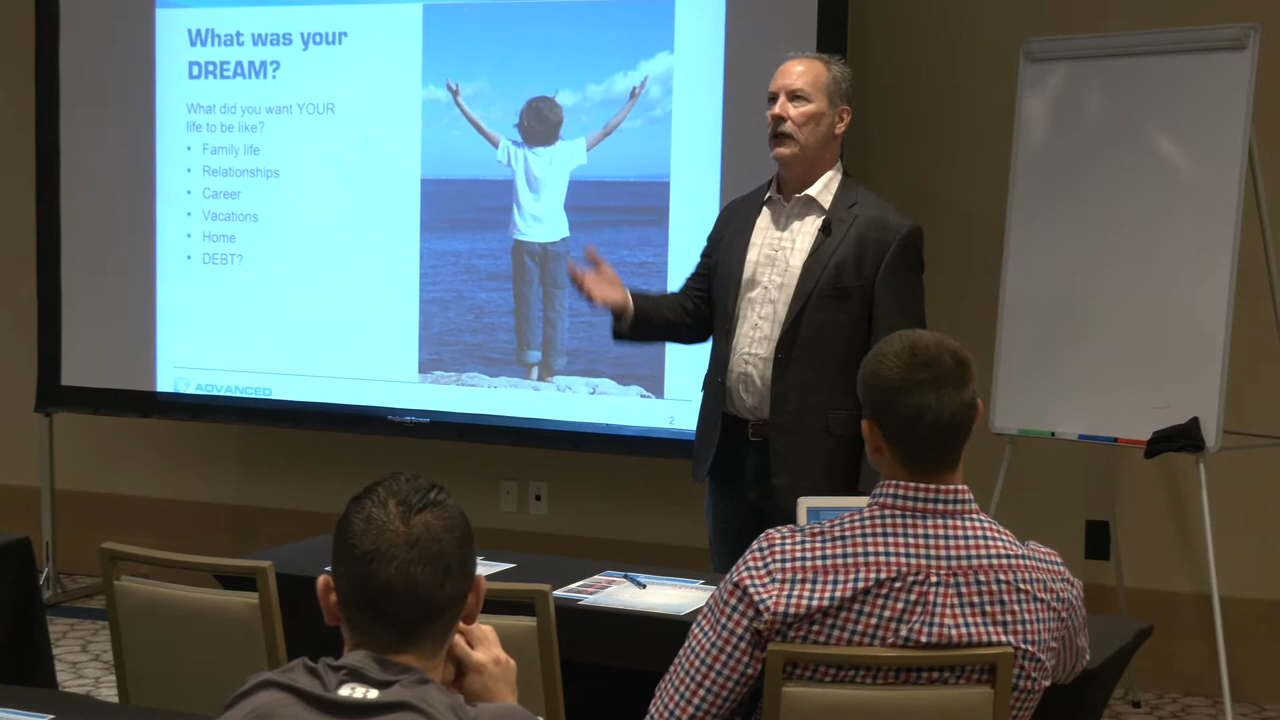 What was your
DREAM?
What did you want YOUR
life to be like?
• Family life
• Relationships
• Career
• Vacations
• Home
• DEBT?
ADVANCED
2